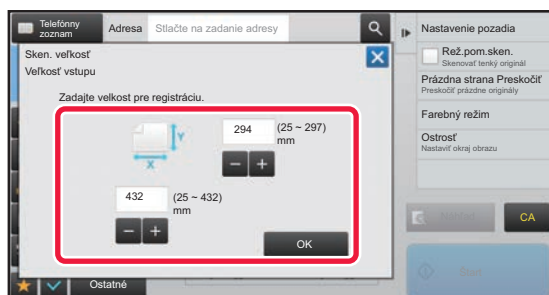 Telefónny
zoznam
Adresa
Stlačte na zadanie adresy
Sken. veľkosť
Veľkosť vstupu
Zadajte velkost pre registráciu.
Y
X
294
(25 ~ 297)
mm
− +
432
(25 ~ 432)
mm
− +
OK
Ostatné
Nastavenie pozadia
Rež.pom.sken.
Skenovať tenký originál
Prázdna strana Preskočiť
Preskočiť prázdne originály
Farebný režim
Ostrosť
Nastaviť okraj obrazu
CA
Start